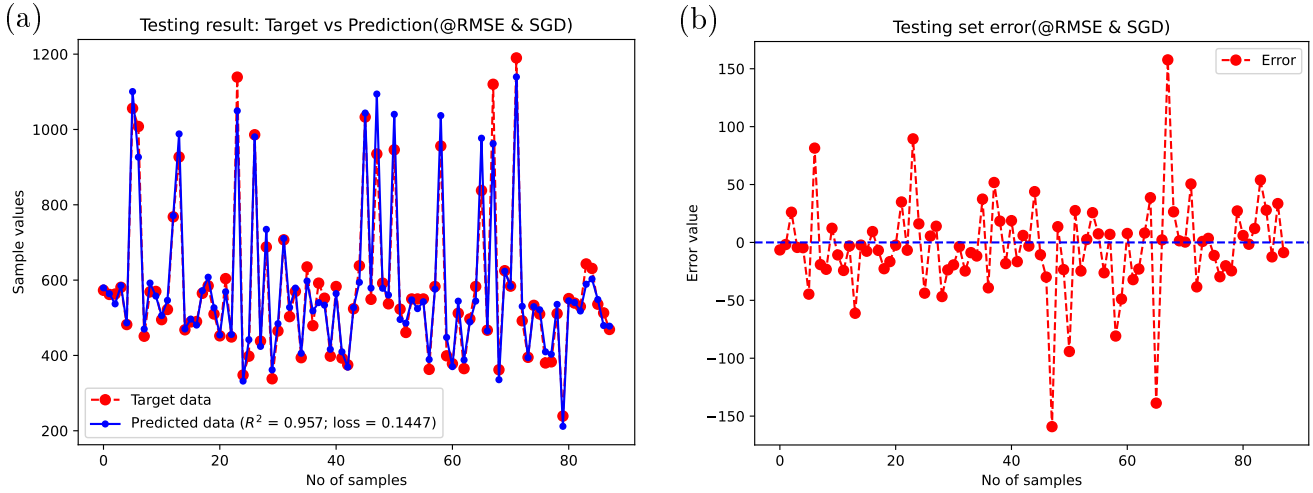 (a)
Testing result: Target vs Prediction(@RMSE & SGD)
1200
1000
800
600
400
200
Sample values
Target data
Predicted data (R² = 0.957; loss = 0.1447)
0
20
40
60
80
No of samples
(b)
Testing set error(@RMSE & SGD)
Error
150
100
50
0
−50
−100
−150
Error value
0
20
40
60
80
No of samples